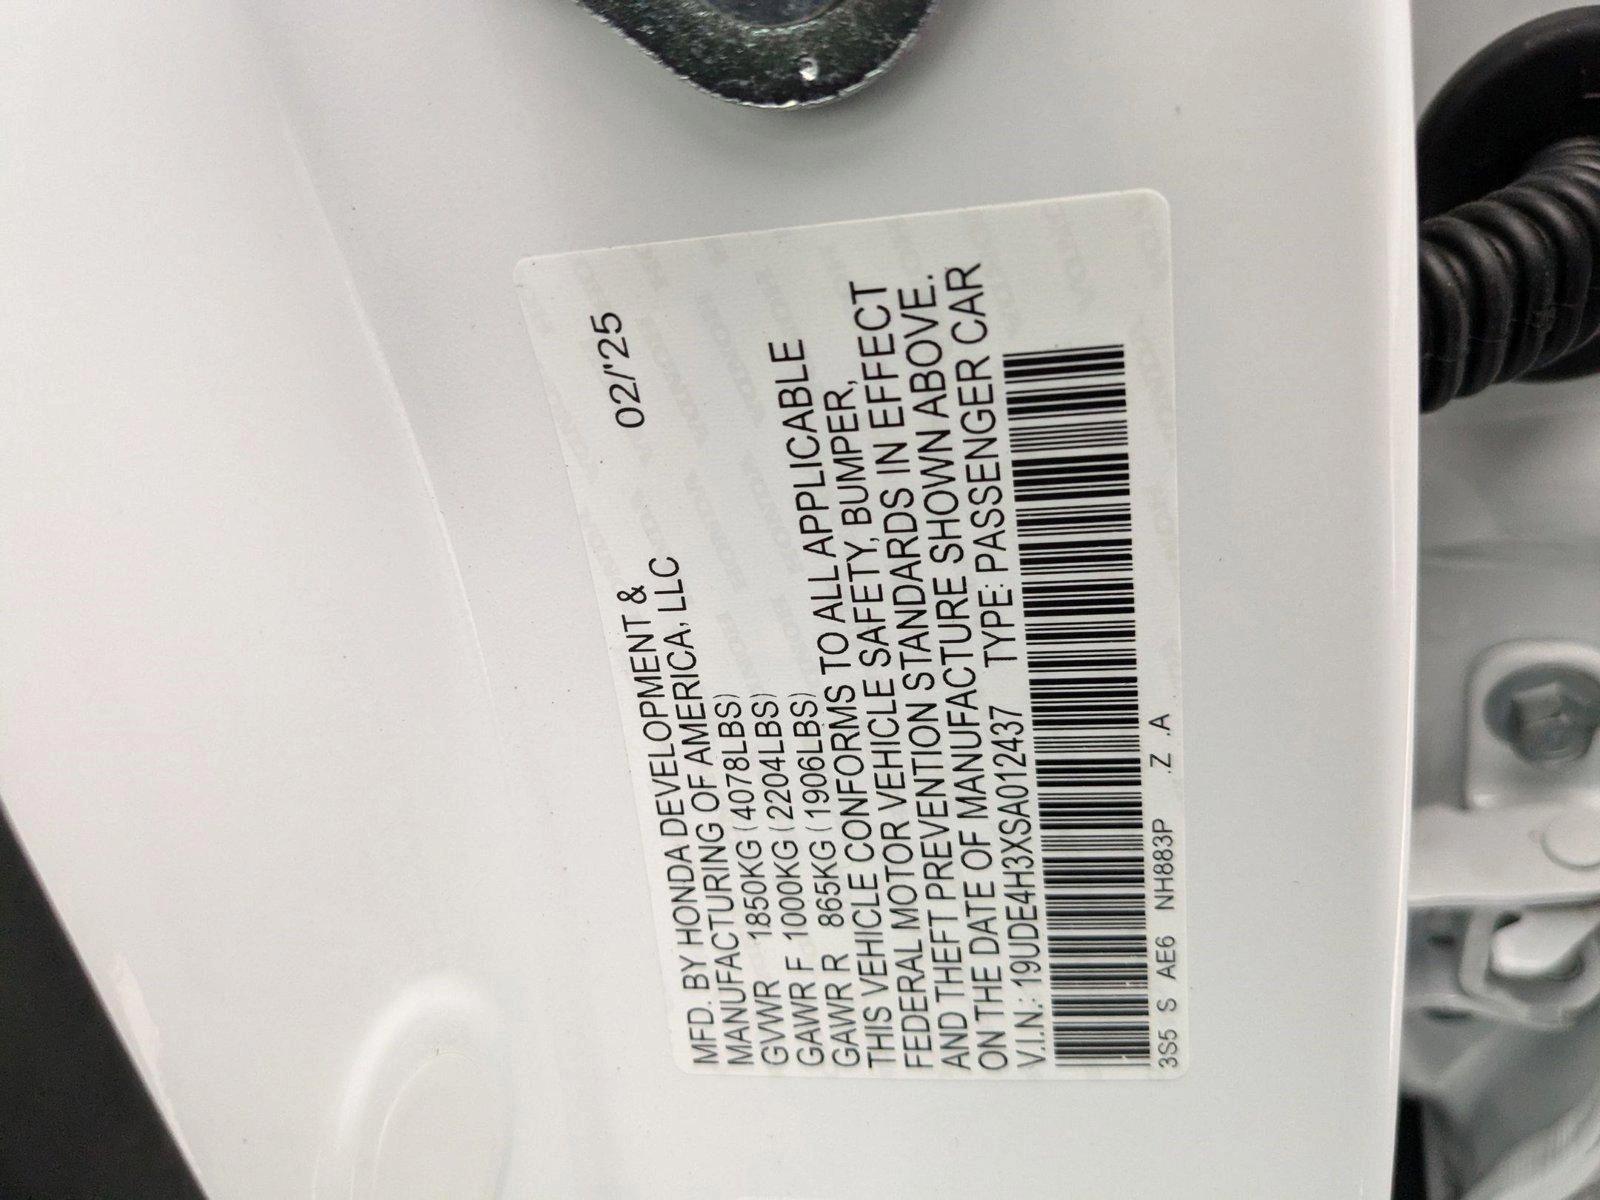 02/'25
MFD. BY HONDA DEVELOPMENT &
MANUFACTURING OF AMERICA, LLC
GVWR 1850KG (4078LBS)
GAWR F 1000KG (2204LBS)
GAWR R 865KG (1906LBS)
THIS VEHICLE CONFORMS TO ALL APPLICABLE
FEDERAL MOTOR VEHICLE SAFETY, BUMPER,
AND THEFT PREVENTION STANDARDS IN EFFECT
ON THE DATE OF MANUFACTURE SHOWN ABOVE.
V.I.N.: 19UDE4H3XSA012437 TYPE: PASSENGER CAR
3S5 S AE6 NH883P .Z .A